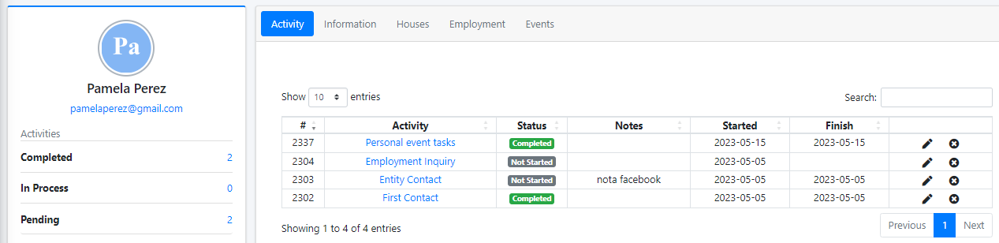 Pa
Pamela Perez
pamelaperez@gmail.com
Activities
Completed 2
In Process 0
Pending 2
Activity Information Houses Employment Events
Show 10 entries Search:
# Activity Status Notes Started Finish
2337 Personal event tasks Completed 2023-05-15 2023-05-15
2304 Employment Inquiry Not Started 2023-05-05
2303 Entity Contact Not Started nota facebook 2023-05-05 2023-05-05
2302 First Contact Completed 2023-05-05 2023-05-05
Showing 1 to 4 of 4 entries Previous 1 Next